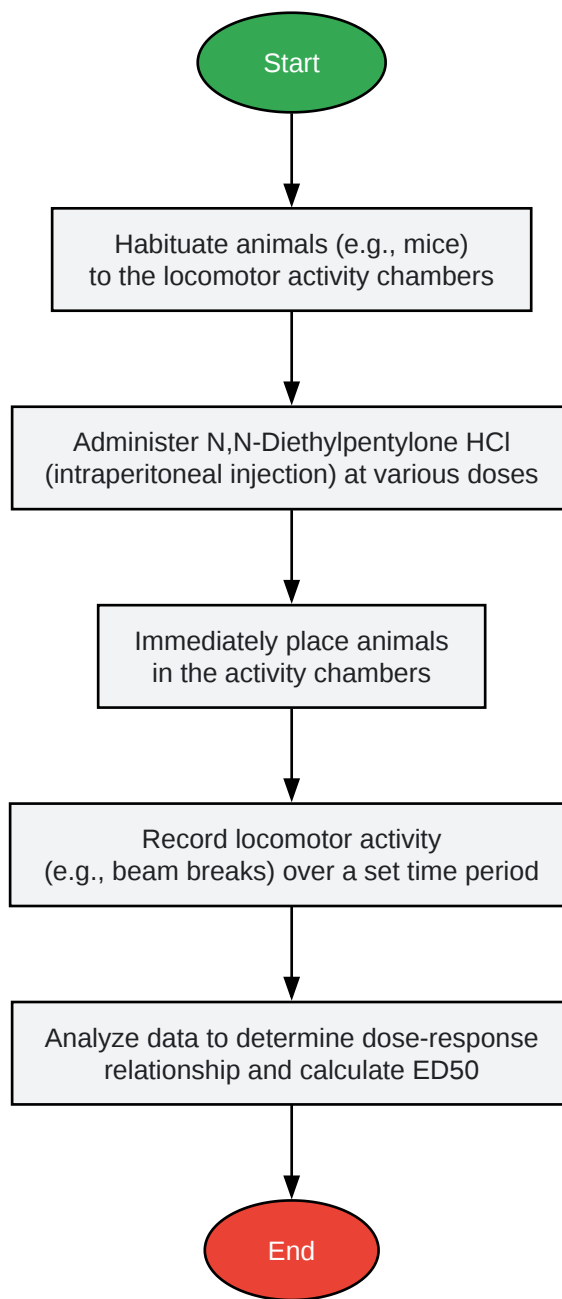 Start
Habituate animals (e.g., mice)
to the locomotor activity chambers
Administer N,N-Diethylpentylone HCl
(intraperitoneal injection) at various doses
Immediately place animals
in the activity chambers
Record locomotor activity
(e.g., beam breaks) over a set time period
Analyze data to determine dose-response
relationship and calculate ED50
End